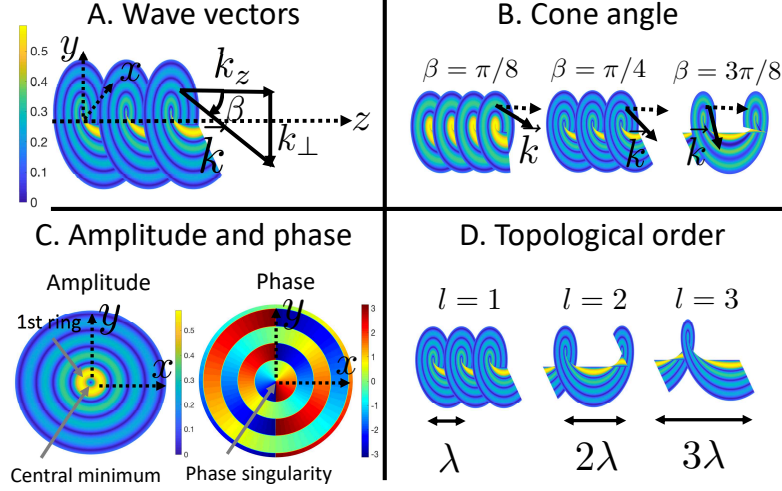 A. Wave vectors
0.5
0.4
0.3
0.2
0.1
0
y
x
k_z
β
k⃗
k_⊥
z
B. Cone angle
β = π/8
β = π/4
β = 3π/8
k⃗
k⃗
k⃗
C. Amplitude and phase
Amplitude
Phase
1st ring
y
x
0.5
0.4
0.3
0.2
0.1
0
y
x
3
2
1
0
-1
-2
-3
Central minimum
Phase singularity
D. Topological order
l = 1
l = 2
l = 3
λ
2λ
3λ